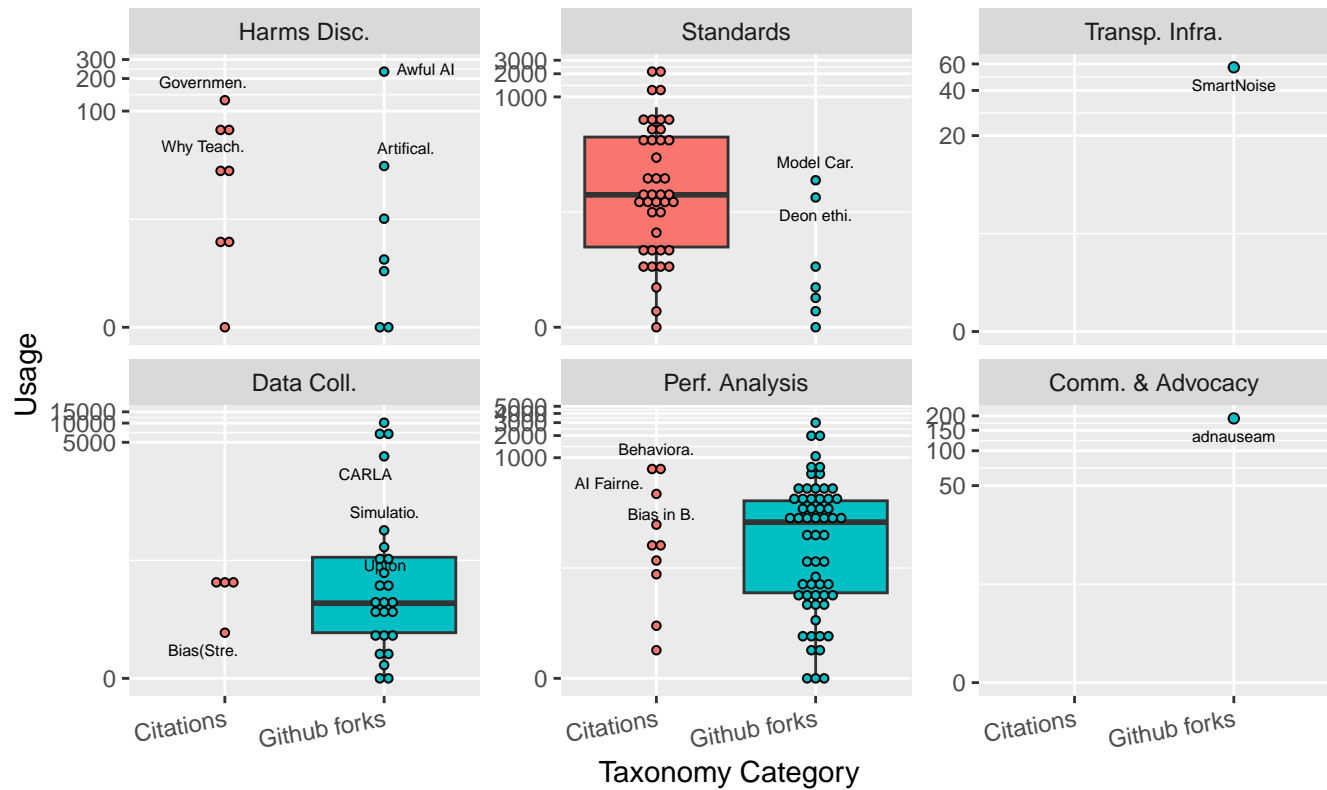 Harms Disc.
Standards
Transp. Infra.
300
200
100
0
Governmen.
Why Teach.
Awful AI
Artifical.
3000
2000
1000
0
Model Car.
Deon ethi.
60
40
20
0
SmartNoise
Usage
Data Coll.
Perf. Analysis
Comm. & Advocacy
15000
10000
5000
0
CARLA
Simulatio.
Upton
Bias(Stre.
5000
4000
3000
2000
1000
0
Behaviora.
AI Fairne.
Bias in B.
200
150
100
50
0
adnauseam
Citations
Github forks
Citations
Github forks
Citations
Github forks
Taxonomy Category